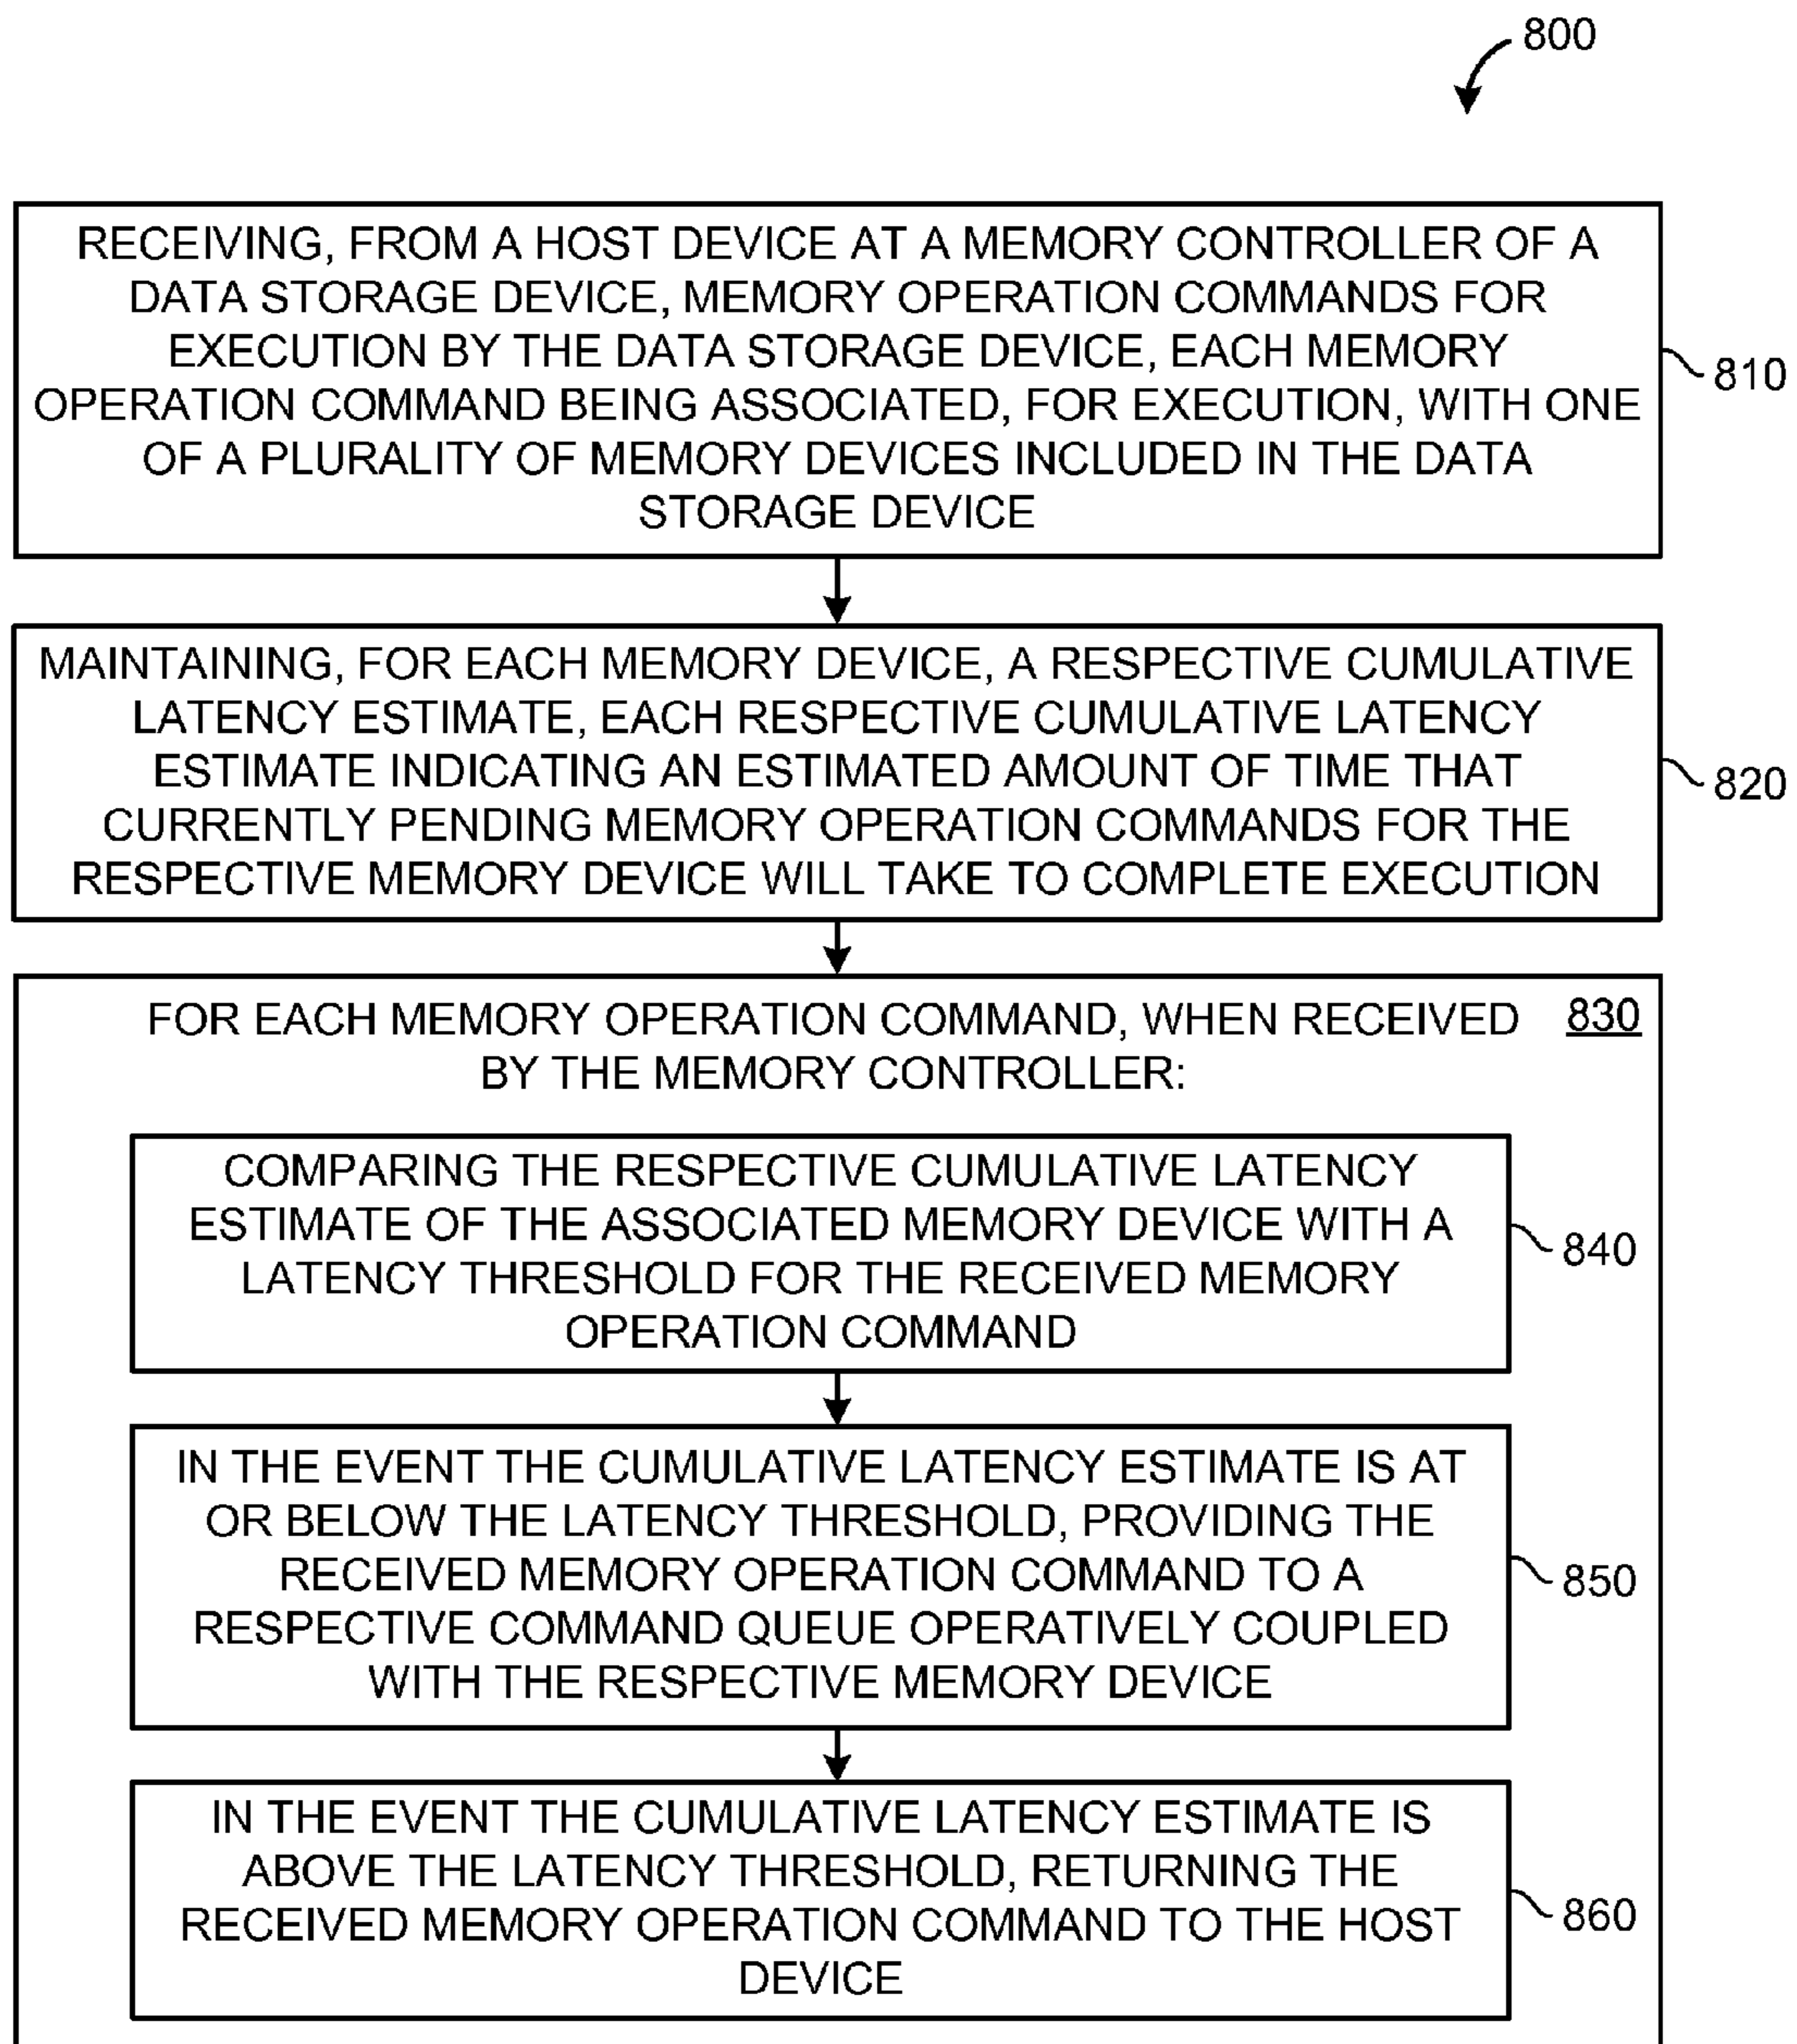 800
RECEIVING, FROM A HOST DEVICE AT A MEMORY CONTROLLER OF A
DATA STORAGE DEVICE, MEMORY OPERATION COMMANDS FOR
EXECUTION BY THE DATA STORAGE DEVICE, EACH MEMORY
OPERATION COMMAND BEING ASSOCIATED, FOR EXECUTION, WITH ONE
OF A PLURALITY OF MEMORY DEVICES INCLUDED IN THE DATA
STORAGE DEVICE
810
MAINTAINING, FOR EACH MEMORY DEVICE, A RESPECTIVE CUMULATIVE
LATENCY ESTIMATE, EACH RESPECTIVE CUMULATIVE LATENCY
ESTIMATE INDICATING AN ESTIMATED AMOUNT OF TIME THAT
CURRENTLY PENDING MEMORY OPERATION COMMANDS FOR THE
RESPECTIVE MEMORY DEVICE WILL TAKE TO COMPLETE EXECUTION
820
FOR EACH MEMORY OPERATION COMMAND, WHEN RECEIVED
BY THE MEMORY CONTROLLER:
830
COMPARING THE RESPECTIVE CUMULATIVE LATENCY
ESTIMATE OF THE ASSOCIATED MEMORY DEVICE WITH A
LATENCY THRESHOLD FOR THE RECEIVED MEMORY
OPERATION COMMAND
840
IN THE EVENT THE CUMULATIVE LATENCY ESTIMATE IS AT
OR BELOW THE LATENCY THRESHOLD, PROVIDING THE
RECEIVED MEMORY OPERATION COMMAND TO A
RESPECTIVE COMMAND QUEUE OPERATIVELY COUPLED
WITH THE RESPECTIVE MEMORY DEVICE
850
IN THE EVENT THE CUMULATIVE LATENCY ESTIMATE IS
ABOVE THE LATENCY THRESHOLD, RETURNING THE
RECEIVED MEMORY OPERATION COMMAND TO THE HOST
DEVICE
860